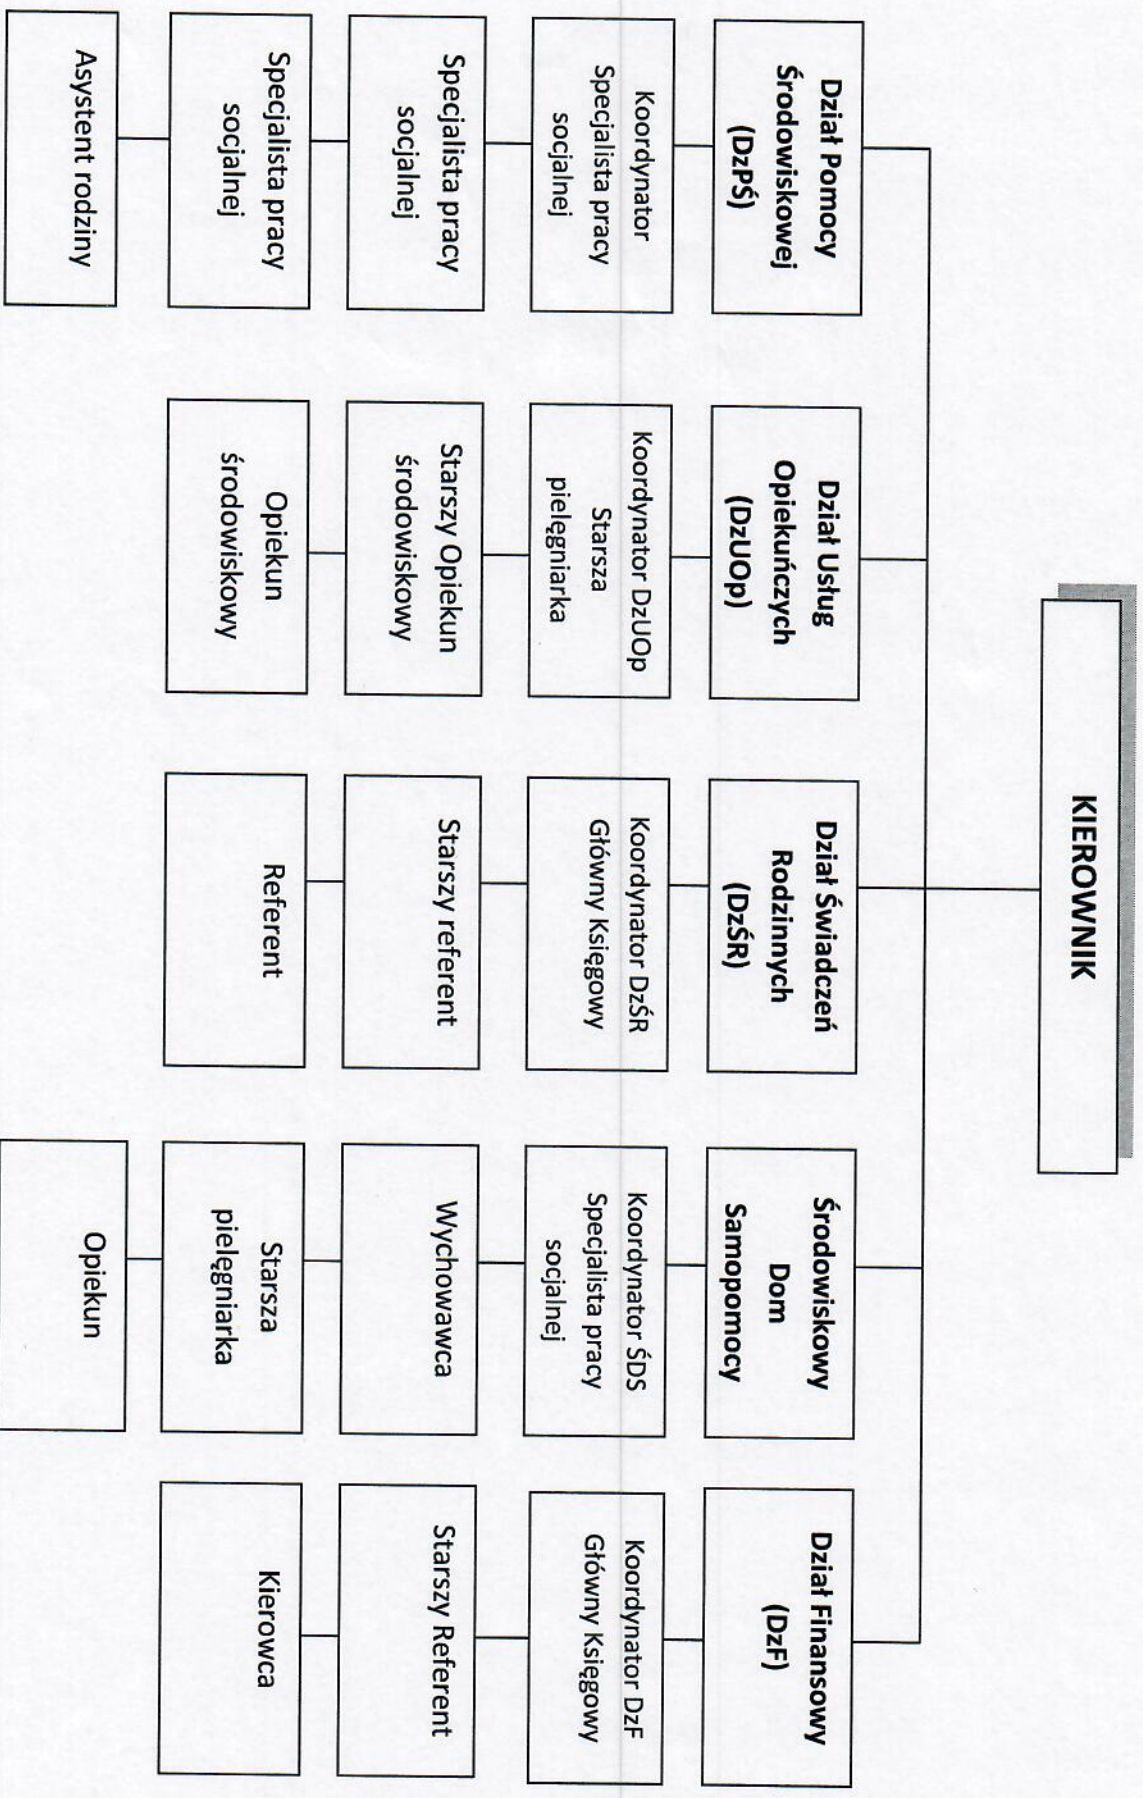 KIEROWNIK
Dział Pomocy
Środowiskowej
(DzPŚ)
Koordynator
Specjalista pracy
socjalnej
Specjalista pracy
socjalnej
Specjalista pracy
socjalnej
Asystent rodziny
Dział Usług
Opiekuńczych
(DzUOp)
Koordynator DzUOp
Starsza
pielęgniarka
Starszy Opiekun
środowiskowy
Opiekun
środowiskowy
Dział Świadczeń
Rodzinnych
(DzŚR)
Koordynator DzŚR
Główny Księgowy
Starszy referent
Referent
Środowiskowy
Dom
Samopomocy
Koordynator ŚDS
Specjalista pracy
socjalnej
Wychowawca
Starsza
pielęgniarka
Opiekun
Dział Finansowy
(DzF)
Koordynator DzF
Główny Księgowy
Starszy Referent
Kierowca